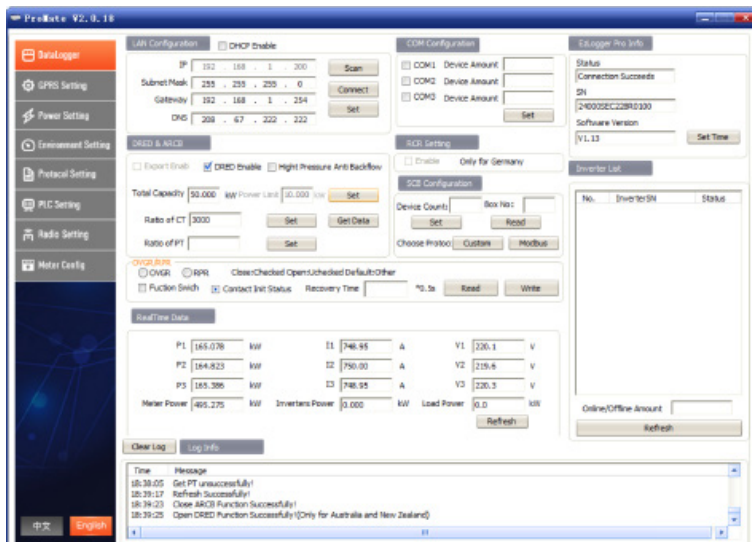 ProMate V2.0.18
DataLogger
GPRS Setting
Power Setting
Environment Setting
Protocal Setting
PLC Setting
Radio Setting
Meter Config
中文
English
LAN Configuration
DHCP Enable
IP 192 . 168 . 1 . 200
Scan
SubnetMask 255 . 255 . 255 . 0
Connect
Gateway 192 . 168 . 1 . 254
Set
DNS 208 . 67 . 222 . 222
COM Configuration
COM1 Device Amount
COM2 Device Amount
COM3 Device Amount
Set
EzLogger Pro Info
Status
Connection Succeeds
SN
24000SEC228R0100
Software Version
V1.13
Set Time
DRED & ARCB
Export Enab
DRED Enable
Hight Pressure Anti Backflow
Total Capacity 50.000 kW Power Limit 10.000 kW Set
Ratio of CT 3000 Set Get Data
Ratio of PT Set
RCR Setting
Enable Only for Germany
SCB Configuration
Device Count: Box No:
Set Read
Choose Protoc Custom Modbus
OVGR/RPR
OVGR RPR Close:Checked Open:Uchecked Default:Other
Fuction Swich Contact Init Status Recovery Time *0.1s Read Write
Inverter List
No. InverterSN Status
Online/Offline Amount
Refresh
RealTime Data
P1 165.078 kW I1 748.95 A V1 220.1 V
P2 164.823 kW I2 750.00 A V2 219.6 V
P3 165.386 kW I3 748.95 A V3 220.3 V
Meter Power 495.275 kW Inverters Power 0.000 kW Load Power 0.0 kW
Refresh
Clear Log
Log Info
Time Message
18:38:05 Get PT unsuccessfully!
18:39:17 Refresh Successfully!
18:39:23 Close ARCB Function Successfully!
18:39:25 Open DRED Function Successfully!(Only for Australia and New Zealand)